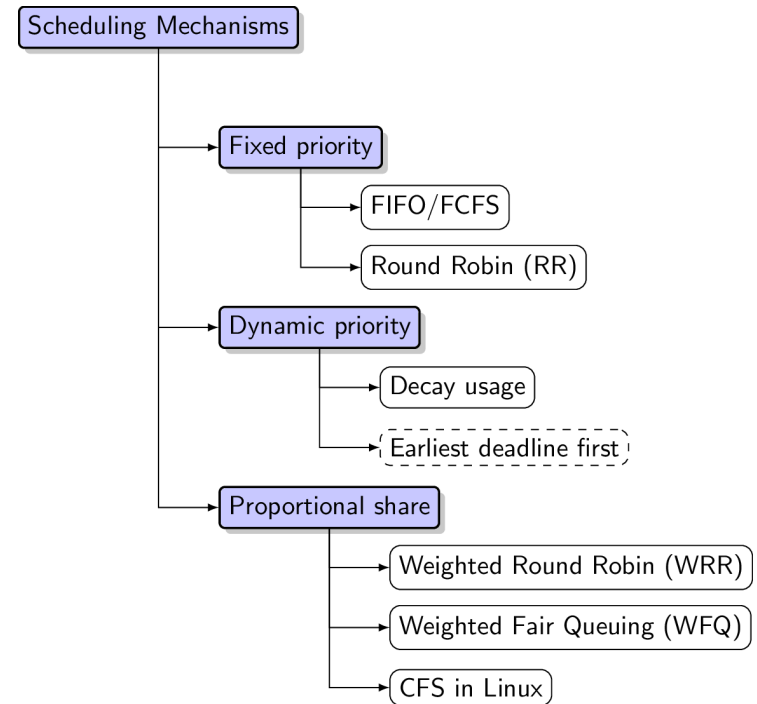 Scheduling Mechanisms
Fixed priority
FIFO/FCFS
Round Robin (RR)
Dynamic priority
Decay usage
Earliest deadline first
Proportional share
Weighted Round Robin (WRR)
Weighted Fair Queuing (WFQ)
CFS in Linux